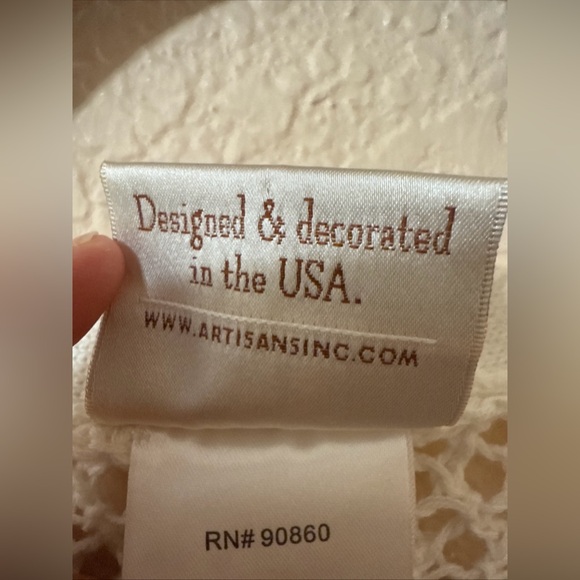 Designed & decorated
in the USA.
WWW.ARTISANSINC.COM
RN# 90860